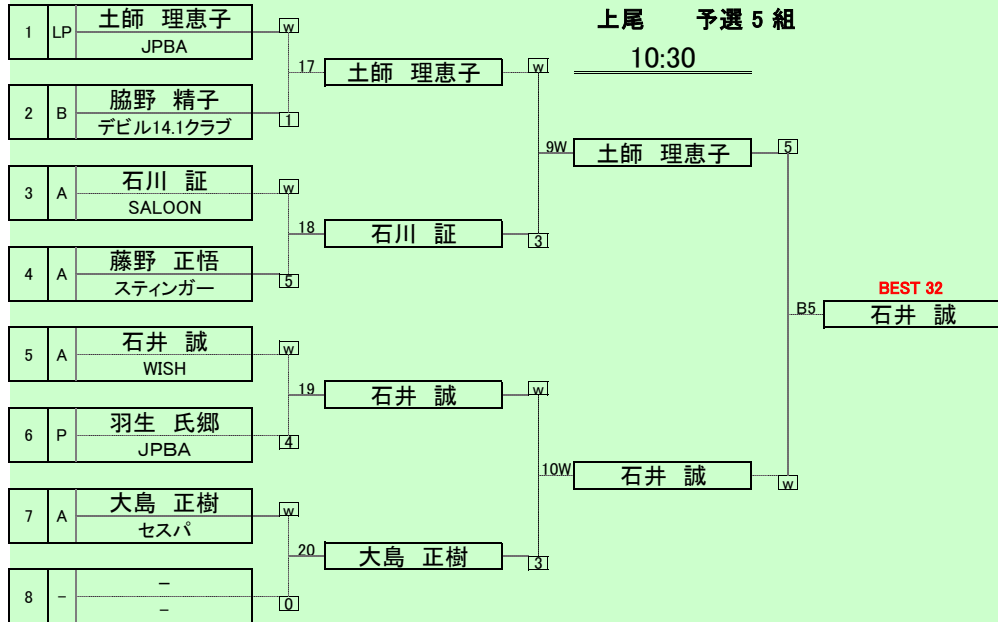 上尾 予選 5 組
10:30
1 LP 土師 理恵子
JPBA
w
17 土師 理恵子 w
2 B 脇野 精子
デビル14.1クラブ
1
9W 土師 理恵子 5
3 A 石川 証
SALOON
w
18 石川 証 3
4 A 藤野 正悟
スティンガー
5
BEST 32
B5 石井 誠
5 A 石井 誠
WISH
w
19 石井 誠 w
6 P 羽生 氏郷
JPBA
4
10W 石井 誠 w
7 A 大島 正樹
セスパ
w
20 大島 正樹 3
8 - −
−
0